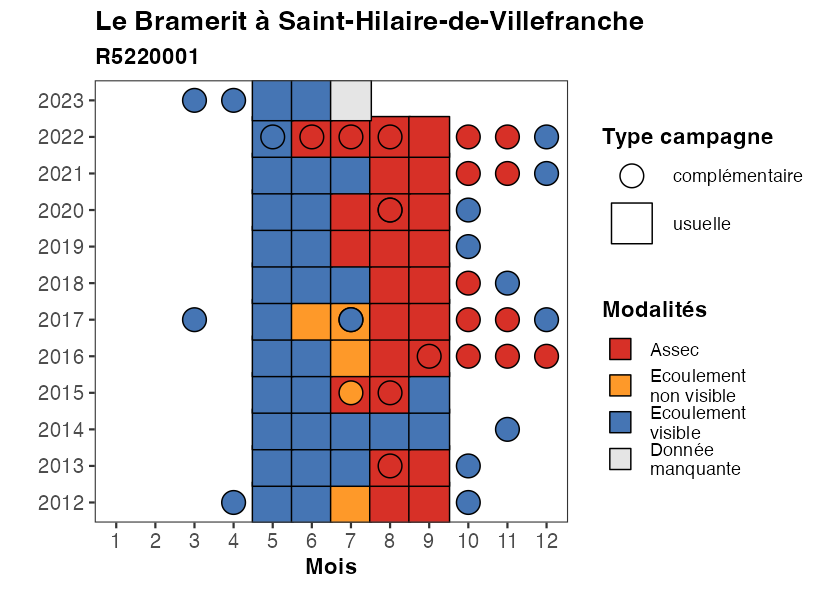 Le Bramerit à Saint-Hilaire-de-Villefranche
R5220001
2023
2022
2021
2020
2019
2018
2017
2016
2015
2014
2013
2012
1 2 3 4 5 6 7 8 9 10 11 12
Mois
Type campagne
complémentaire
usuelle
Modalités
Assec
Ecoulement
non visible
Ecoulement
visible
Donnée
manquante